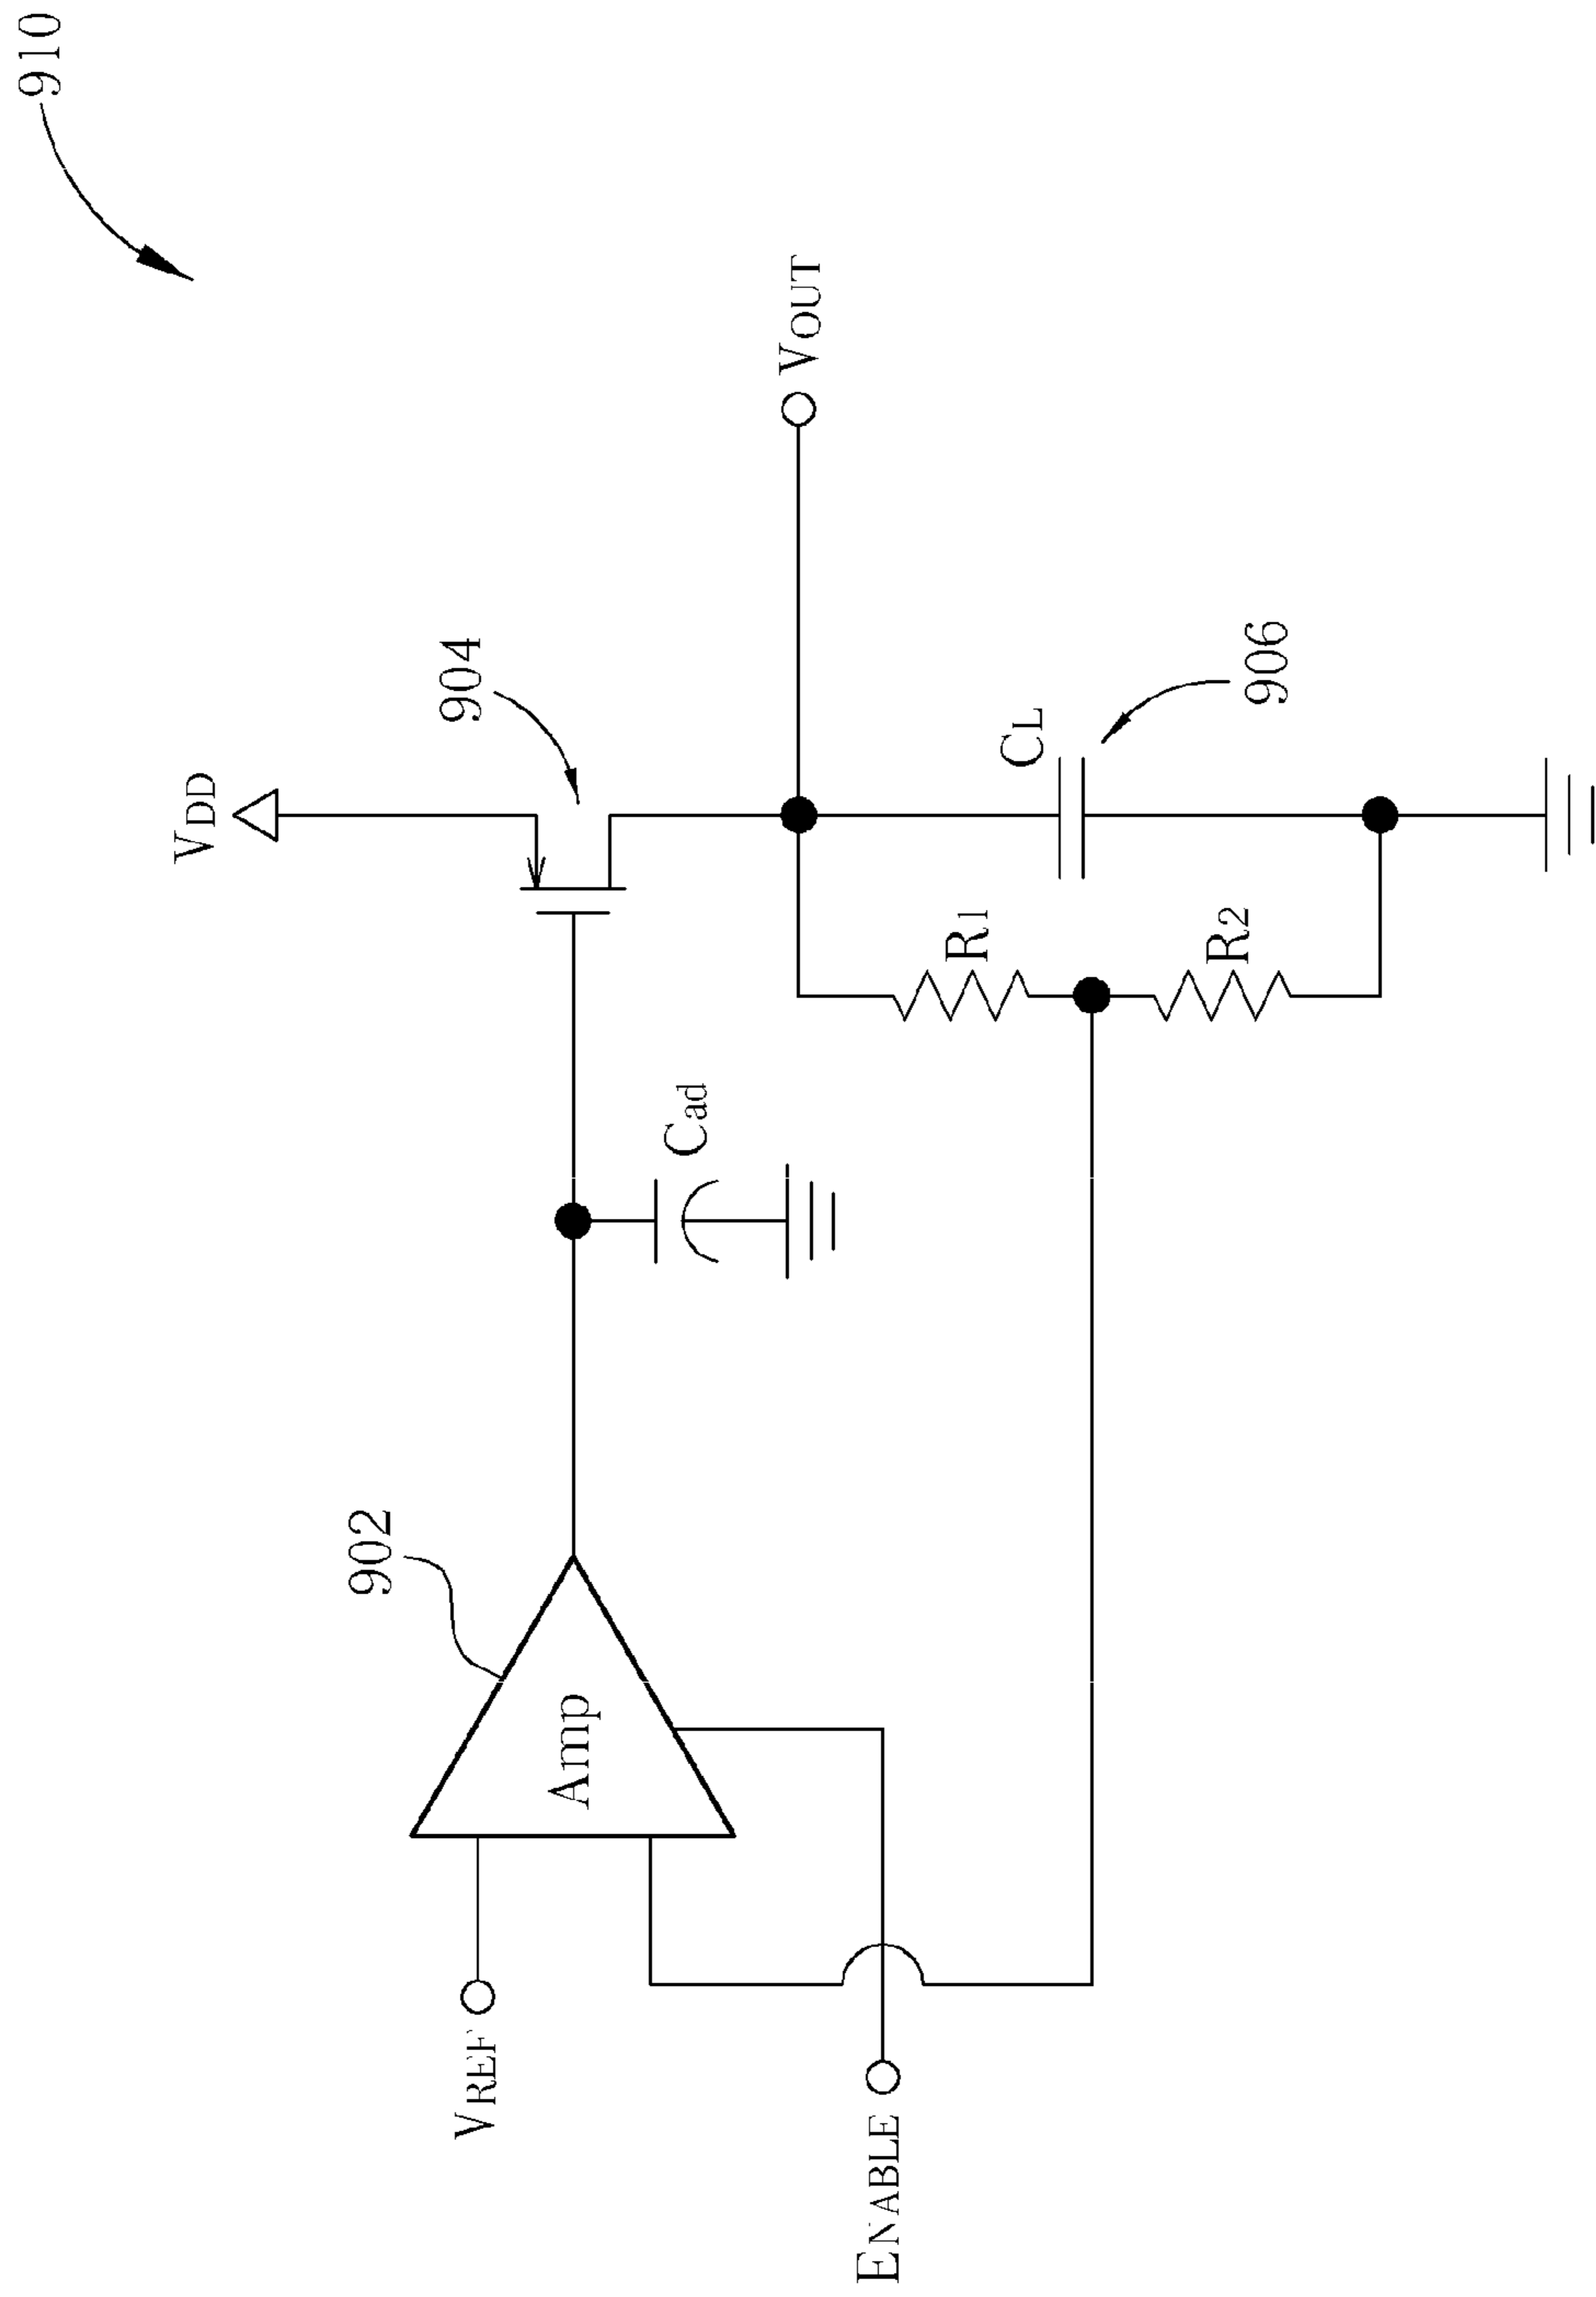 910
VDD
904
902
VREF
Amp
Cad
VOUT
R1
CL
R2
906
ENABLE